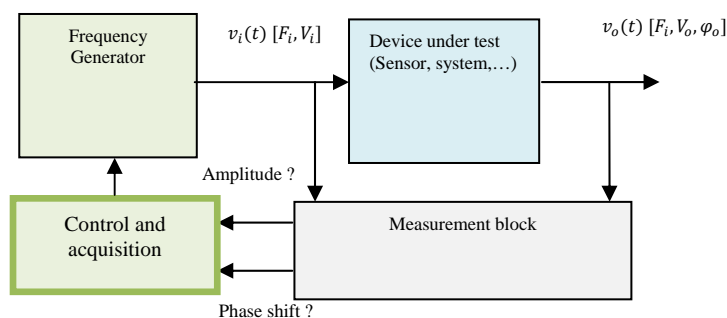 Frequency
Generator
v_i(t) [F_i, V_i]
Device under test
(Sensor, system,…)
v_o(t) [F_i, V_o, φ_o]
Amplitude ?
Control and
acquisition
Measurement block
Phase shift ?